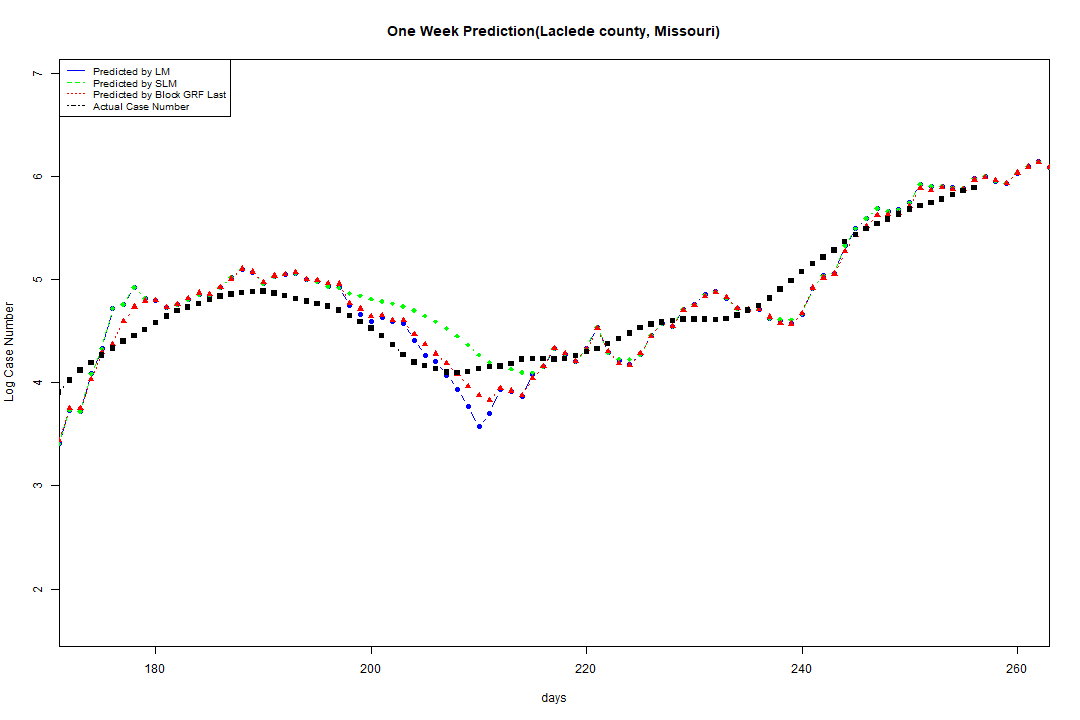 One Week Prediction(Laclede county, Missouri)
Predicted by LM
Predicted by SLM
Predicted by Block GRF Last
Actual Case Number
7
6
5
4
3
2
Log Case Number
180
200
220
240
260
days